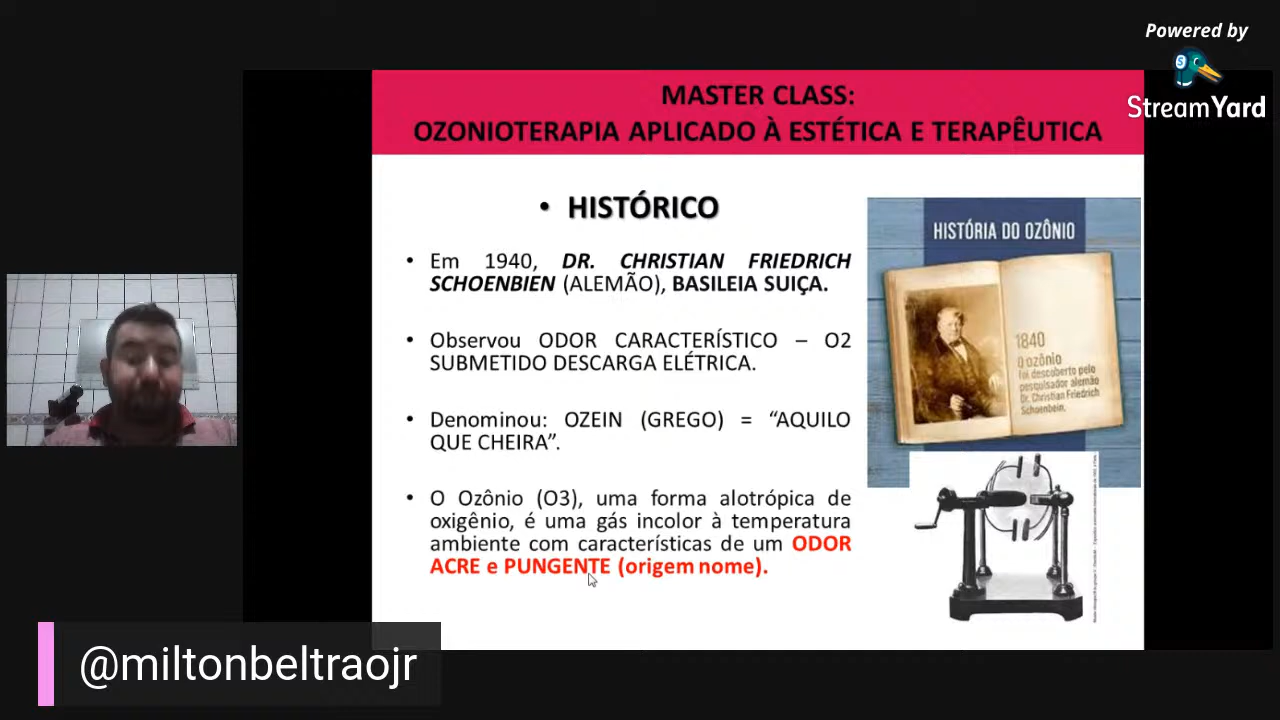 Powered by
StreamYard
MASTER CLASS:
OZONIOTERAPIA APLICADO À ESTÉTICA E TERAPÊUTICA
• HISTÓRICO
• Em 1940, DR. CHRISTIAN FRIEDRICH
SCHOENBIEN (ALEMÃO), BASILEIA SUIÇA.
• Observou ODOR CARACTERÍSTICO – O2
SUBMETIDO DESCARGA ELÉTRICA.
• Denominou: OZEIN (GREGO) = “AQUILO
QUE CHEIRA”.
• O Ozônio (O3), uma forma alotrópica de
oxigênio, é uma gás incolor à temperatura
ambiente com características de um ODOR
ACRE e PUNGENTE (origem nome).
HISTÓRIA DO OZÔNIO
1840
O ozônio
foi descoberto pelo
pesquisador alemão
Dr. Christian Friedrich
Schoenbein.
@miltonbeltraojr